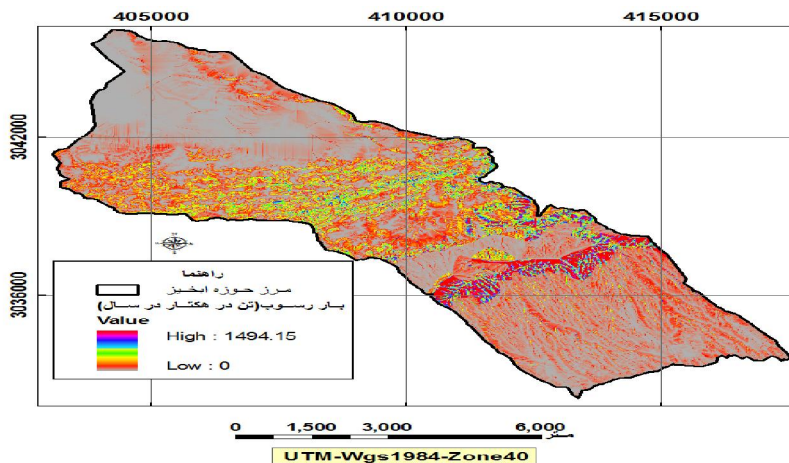 405000 410000 415000
3042000
3036000
راهنما
مرز حوزه ابخیز
بار رسوب(تن در هکتار در سال)
Value
High : 1494.15
Low : 0
0 1,500 3,000 6,000 متر
UTM-Wgs1984-Zone40